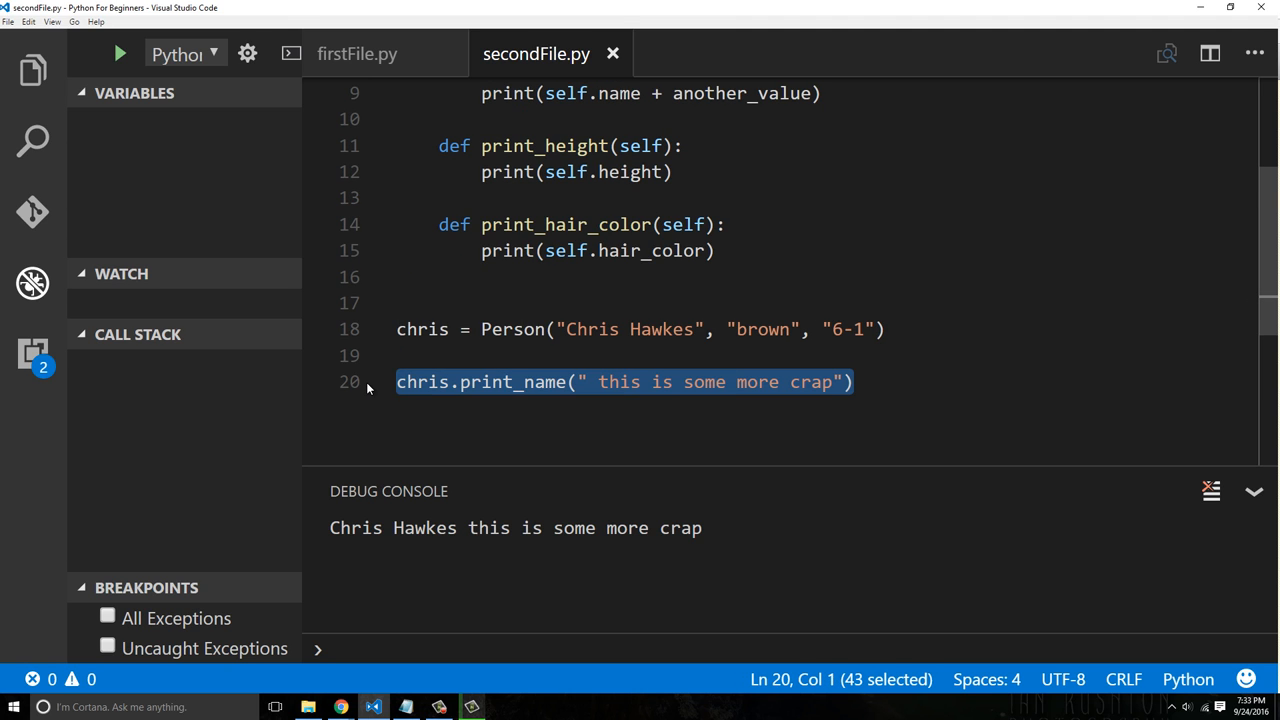 secondFile.py - Python For Beginners - Visual Studio Code
File Edit View Go Help
Python firstFile.py secondFile.py
VARIABLES
WATCH
CALL STACK
2
BREAKPOINTS
All Exceptions
Uncaught Exceptions
9 print(self.name + another_value)
10
11 def print_height(self):
12 print(self.height)
13
14 def print_hair_color(self):
15 print(self.hair_color)
16
17
18 chris = Person("Chris Hawkes", "brown", "6-1")
19
20 chris.print_name(" this is some more crap")
DEBUG CONSOLE
Chris Hawkes this is some more crap
0 0 Ln 20, Col 1 (43 selected) Spaces: 4 UTF-8 CRLF Python
I'm Cortana. Ask me anything.
7:33 PM
9/24/2016